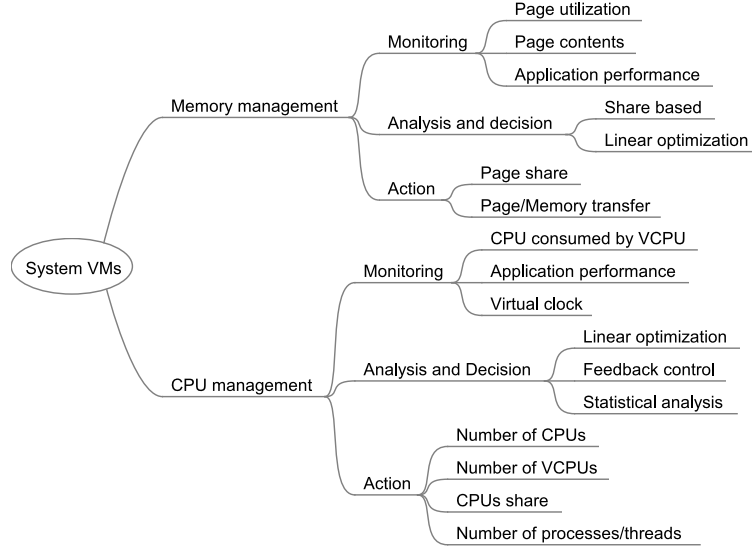 System VMs
Memory management
Monitoring
Page utilization
Page contents
Application performance
Analysis and decision
Share based
Linear optimization
Action
Page share
Page/Memory transfer
CPU management
Monitoring
CPU consumed by VCPU
Application performance
Virtual clock
Analysis and Decision
Linear optimization
Feedback control
Statistical analysis
Action
Number of CPUs
Number of VCPUs
CPUs share
Number of processes/threads